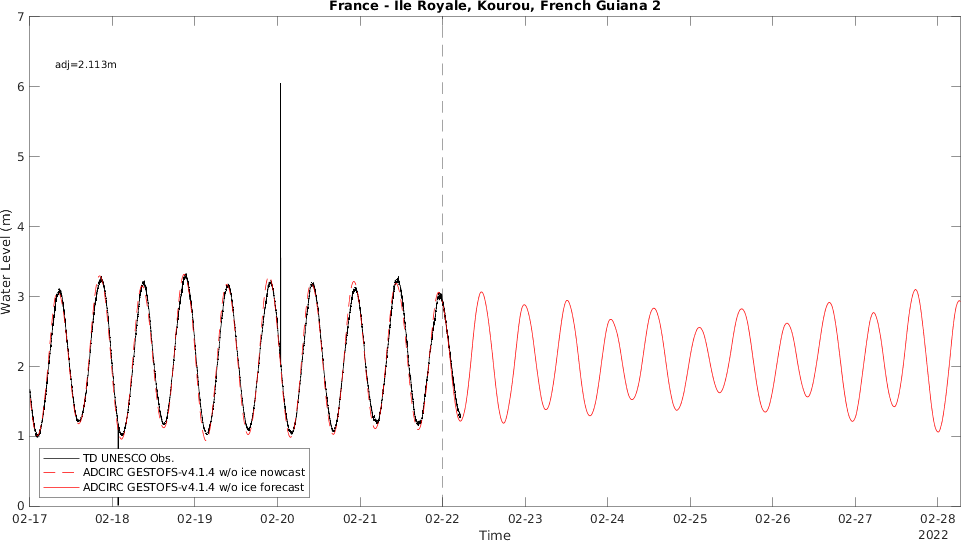 France - Ile Royale, Kourou, French Guiana 2
7
adj=2.113m
6
5
4
Water Level (m)
3
2
1
TD UNESCO Obs.
ADCIRC GESTOFS-v4.1.4 w/o ice nowcast
ADCIRC GESTOFS-v4.1.4 w/o ice forecast
0
02-17 02-18 02-19 02-20 02-21 02-22 02-23 02-24 02-25 02-26 02-27 02-28
Time 2022